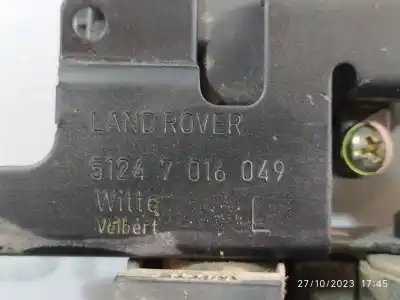 LAND ROVER
5124 7 016 049
Witte
Velbert L
27/10/2023 17:45